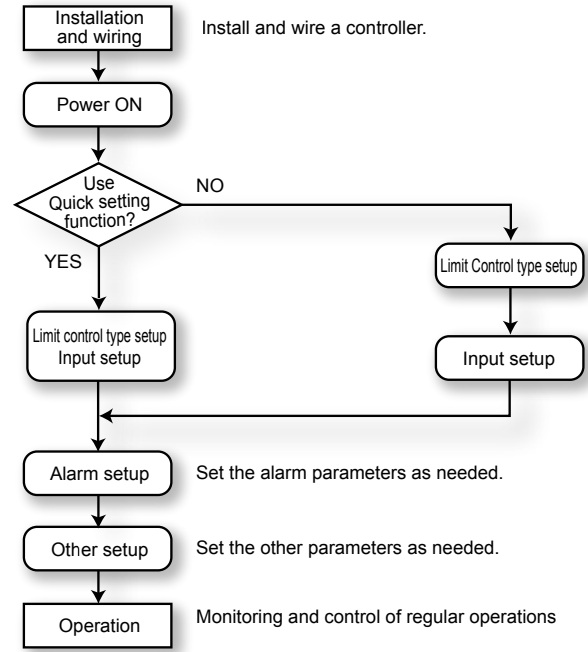 Installation
and wiring
Install and wire a controller.
Power ON
Use
Quick setting
function?
NO
YES
Limit Control type setup
Limit control type setup
Input setup
Input setup
Alarm setup
Set the alarm parameters as needed.
Other setup
Set the other parameters as needed.
Operation
Monitoring and control of regular operations